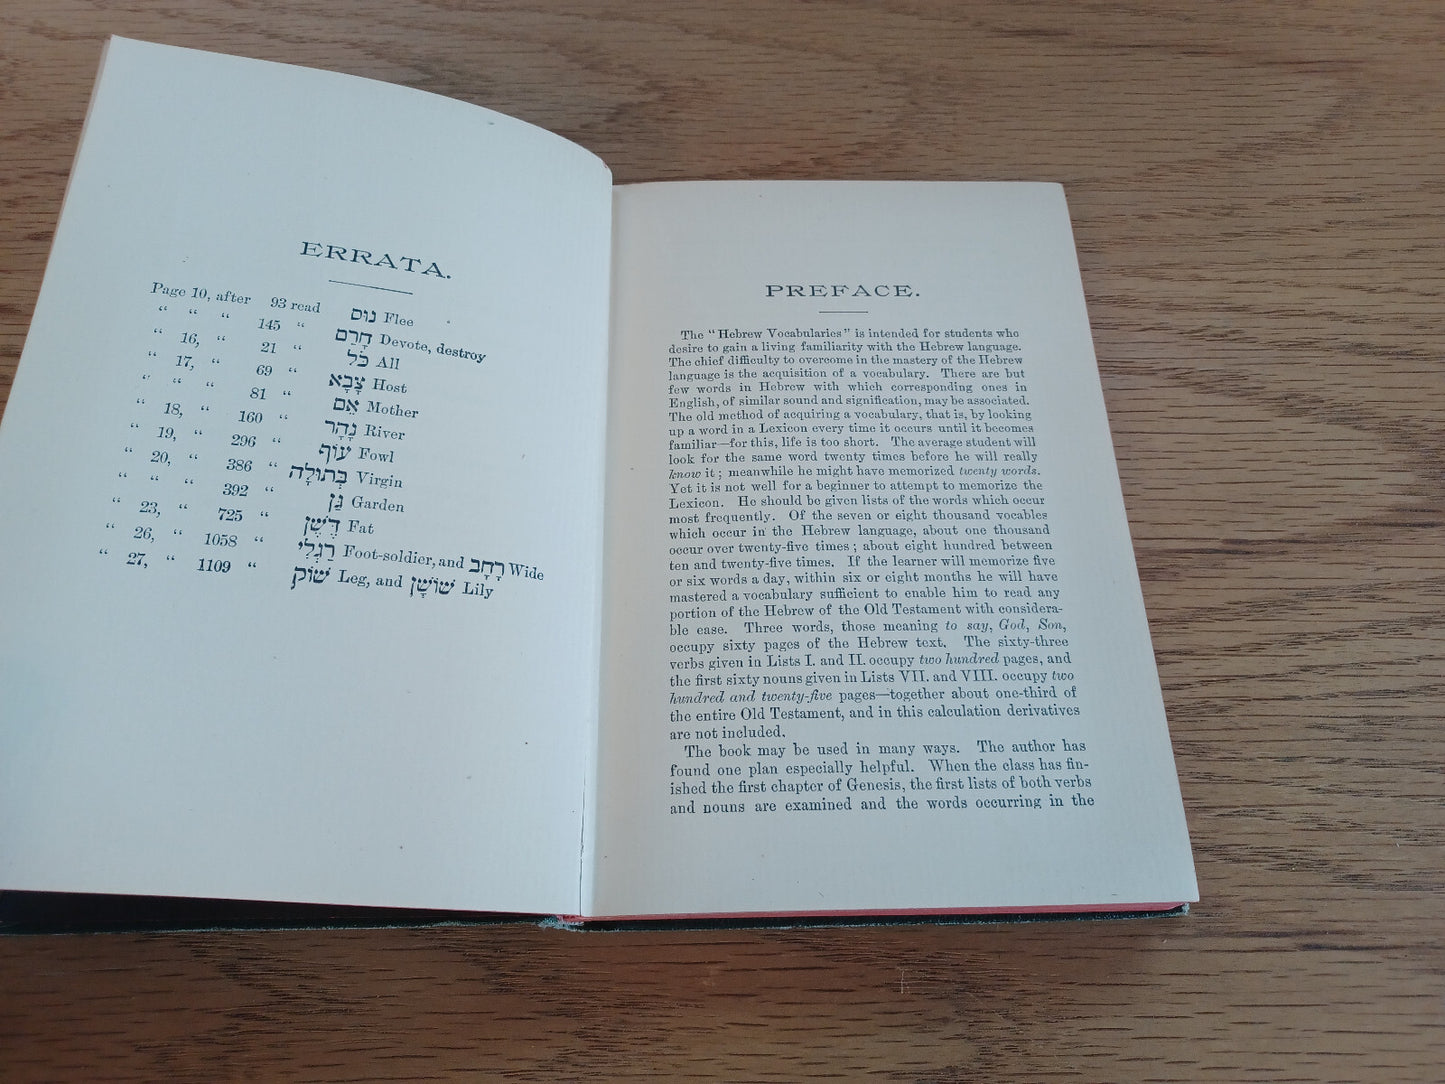 ERRATA.
Page 10, after 93 read נוּס Flee
“ “ “ 145 “ חָרַם Devote, destroy
“ 16, “ 21 “ כֹּל All
“ 17, “ 69 “ צָבָא Host
“ “ “ 81 “ אֵם Mother
“ 18, “ 160 “ נָהָר River
“ 19, “ 296 “ עוֹף Fowl
“ 20, “ 386 “ בְּתוּלָה Virgin
“ “ “ 392 “ גַּן Garden
“ 23, “ 725 “ דֶּשֶׁן Fat
“ 26, “ 1058 “ רַגְלִי Foot-soldier, and רָחָב Wide
“ 27, “ 1109 “ שׁוֹק Leg, and שׁוֹשָׁן Lily
PREFACE.
The “Hebrew Vocabularies” is intended for students who
desire to gain a living familiarity with the Hebrew language.
The chief difficulty to overcome in the mastery of the Hebrew
language is the acquisition of a vocabulary. There are but
few words in Hebrew with which corresponding ones in
English, of similar sound and signification, may be associated.
The old method of acquiring a vocabulary, that is, by looking
up a word in a Lexicon every time it occurs until it becomes
familiar—for this, life is too short. The average student will
look for the same word twenty times before he will really
know it; meanwhile he might have memorized twenty words.
Yet it is not well for a beginner to attempt to memorize the
Lexicon. He should be given lists of the words which occur
most frequently. Of the seven or eight thousand vocables
which occur in the Hebrew language, about one thousand
occur over twenty-five times; about eight hundred between
ten and twenty-five times. If the learner will memorize five
or six words a day, within six or eight months he will have
mastered a vocabulary sufficient to enable him to read any
portion of the Hebrew of the Old Testament with considera-
ble ease. Three words, those meaning to say, God, Son,
occupy sixty pages of the Hebrew text. The sixty-three
verbs given in Lists I. and II. occupy two hundred pages, and
the first sixty nouns given in Lists VII. and VIII. occupy two
hundred and twenty-five pages—together about one-third of
the entire Old Testament, and in this calculation derivatives
are not included.
The book may be used in many ways. The author has
found one plan especially helpful. When the class has fin-
ished the first chapter of Genesis, the first lists of both verbs
and nouns are examined and the words occurring in the